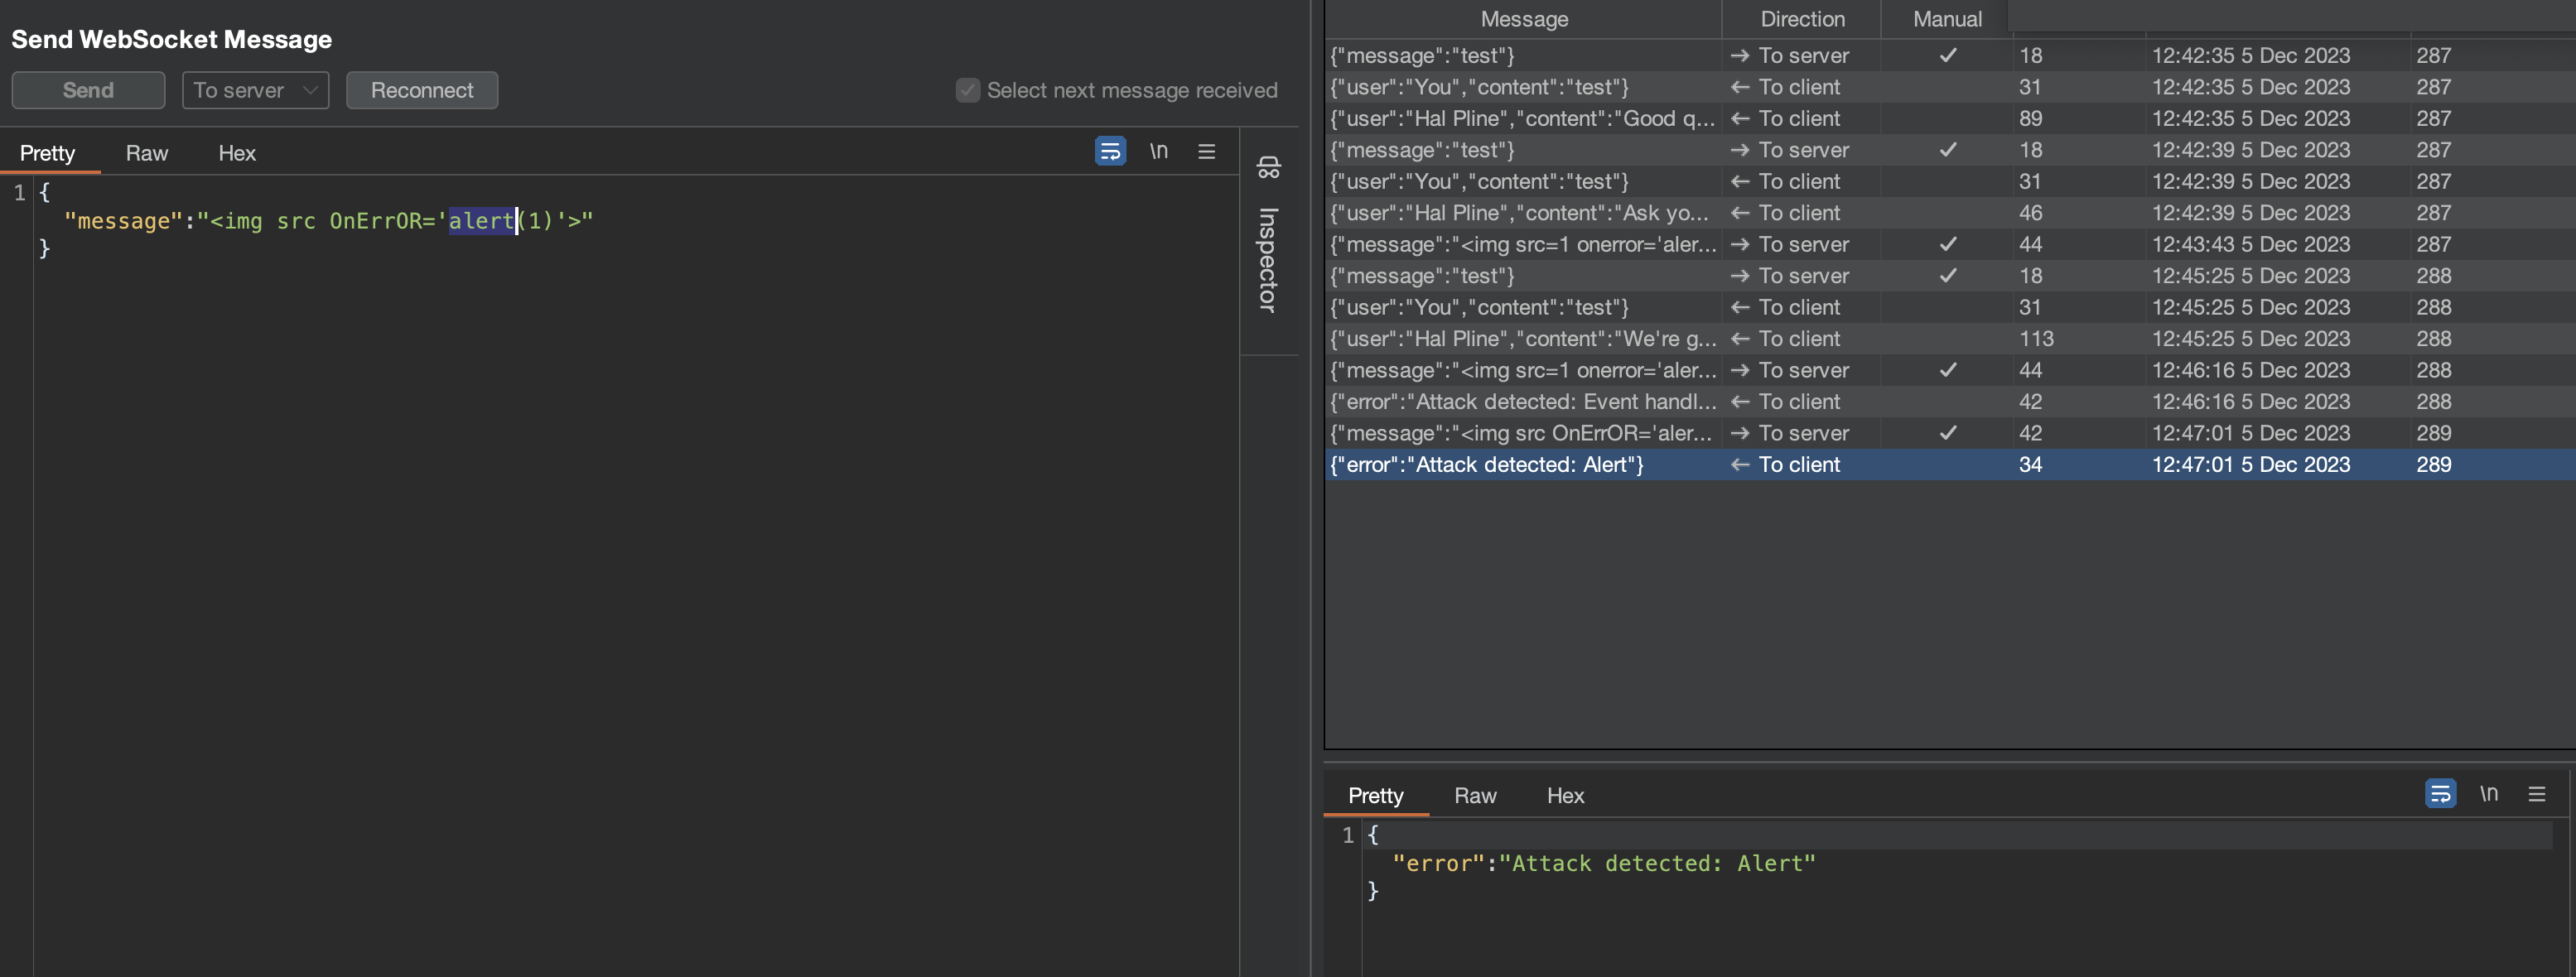 Send WebSocket Message
Send To server Reconnect Select next message received
Pretty Raw Hex \n
1 {
"message":"<img src OnErrOR='alert(1)'>"
}
Inspector
Message Direction Manual
{"message":"test"} → To server ✓ 18 12:42:35 5 Dec 2023 287
{"user":"You","content":"test"} ← To client 31 12:42:35 5 Dec 2023 287
{"user":"Hal Pline","content":"Good q... ← To client 89 12:42:35 5 Dec 2023 287
{"message":"test"} → To server ✓ 18 12:42:39 5 Dec 2023 287
{"user":"You","content":"test"} ← To client 31 12:42:39 5 Dec 2023 287
{"user":"Hal Pline","content":"Ask yo... ← To client 46 12:42:39 5 Dec 2023 287
{"message":"<img src=1 onerror='aler... → To server ✓ 44 12:43:43 5 Dec 2023 287
{"message":"test"} → To server ✓ 18 12:45:25 5 Dec 2023 288
{"user":"You","content":"test"} ← To client 31 12:45:25 5 Dec 2023 288
{"user":"Hal Pline","content":"We're g... ← To client 113 12:45:25 5 Dec 2023 288
{"message":"<img src=1 onerror='aler... → To server ✓ 44 12:46:16 5 Dec 2023 288
{"error":"Attack detected: Event handl... ← To client 42 12:46:16 5 Dec 2023 288
{"message":"<img src OnErrOR='aler... → To server ✓ 42 12:47:01 5 Dec 2023 289
{"error":"Attack detected: Alert"} ← To client 34 12:47:01 5 Dec 2023 289
Pretty Raw Hex \n
1 {
"error":"Attack detected: Alert"
}